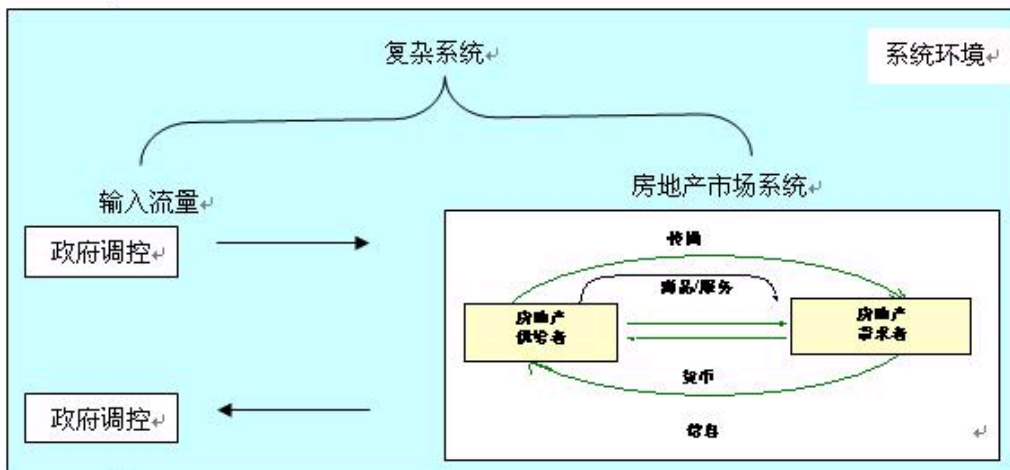 复杂系统
系统环境
输入流量
房地产市场系统
政府调控
传播
商品/服务
房地产
供给者
房地产
需求者
货币
政府调控
信息